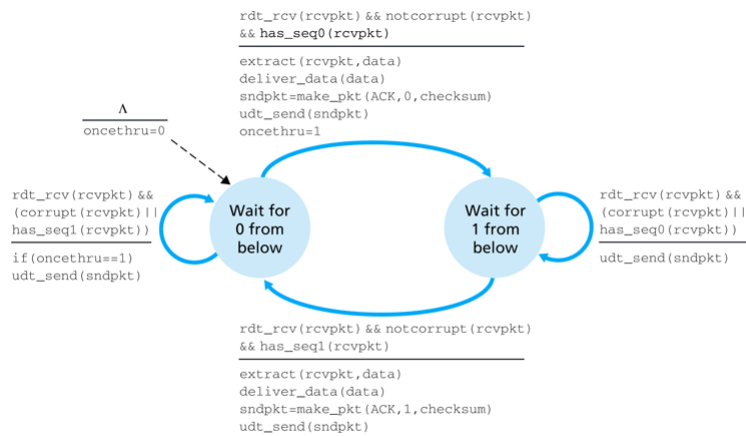 rdt_rcv(rcvpkt) && notcorrupt(rcvpkt)
&& has_seq0(rcvpkt)
extract(rcvpkt,data)
deliver_data(data)
sndpkt=make_pkt(ACK,0,checksum)
udt_send(sndpkt)
oncethru=1
Λ
oncethru=0
rdt_rcv(rcvpkt) &&
(corrupt(rcvpkt)||
has_seq1(rcvpkt))
if(oncethru==1)
udt_send(sndpkt)
Wait for
0 from
below
Wait for
1 from
below
rdt_rcv(rcvpkt) &&
(corrupt(rcvpkt)||
has_seq0(rcvpkt))
udt_send(sndpkt)
rdt_rcv(rcvpkt) && notcorrupt(rcvpkt)
&& has_seq1(rcvpkt)
extract(rcvpkt,data)
deliver_data(data)
sndpkt=make_pkt(ACK,1,checksum)
udt_send(sndpkt)